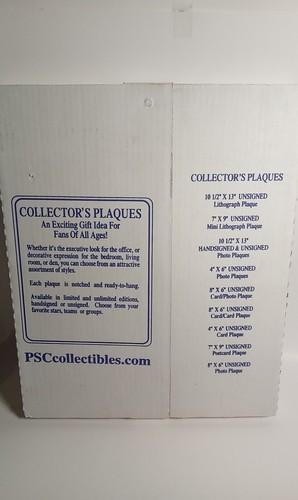 COLLECTOR'S PLAQUES
An Exciting Gift Idea For
Fans Of All Ages!
Whether it's the executive look for the office, or
decorative expression for the bedroom, living
room, or den, you can choose from an attractive
assortment of styles.
Each plaque is notched and ready-to-hang.
Available in limited and unlimited editions,
handsigned or unsigned. Choose from your
favorite stars, teams or groups.
PSCcollectibles.com
COLLECTOR'S PLAQUES
10 1/2" X 13" UNSIGNED
Lithograph Plaque
7" X 9" UNSIGNED
Mini Lithograph Plaque
10 1/2" X 13"
HANDSIGNED & UNSIGNED
Photo Plaques
4" X 6" UNSIGNED
Photo Plaques
8" X 6" UNSIGNED
Card/Photo Plaque
8" X 6" UNSIGNED
Card/Card Plaque
4" X 6" UNSIGNED
Card Plaque
7" X 9" UNSIGNED
Postcard Plaque
8" X 6" UNSIGNED
Photo Plaque